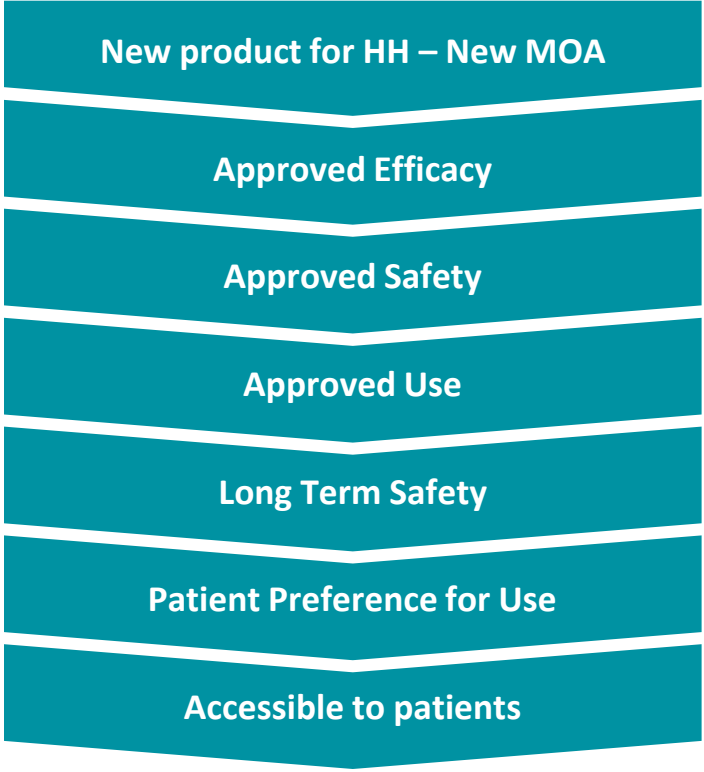 New product for HH – New MOA
Approved Efficacy
Approved Safety
Approved Use
Long Term Safety
Patient Preference for Use
Accessible to patients